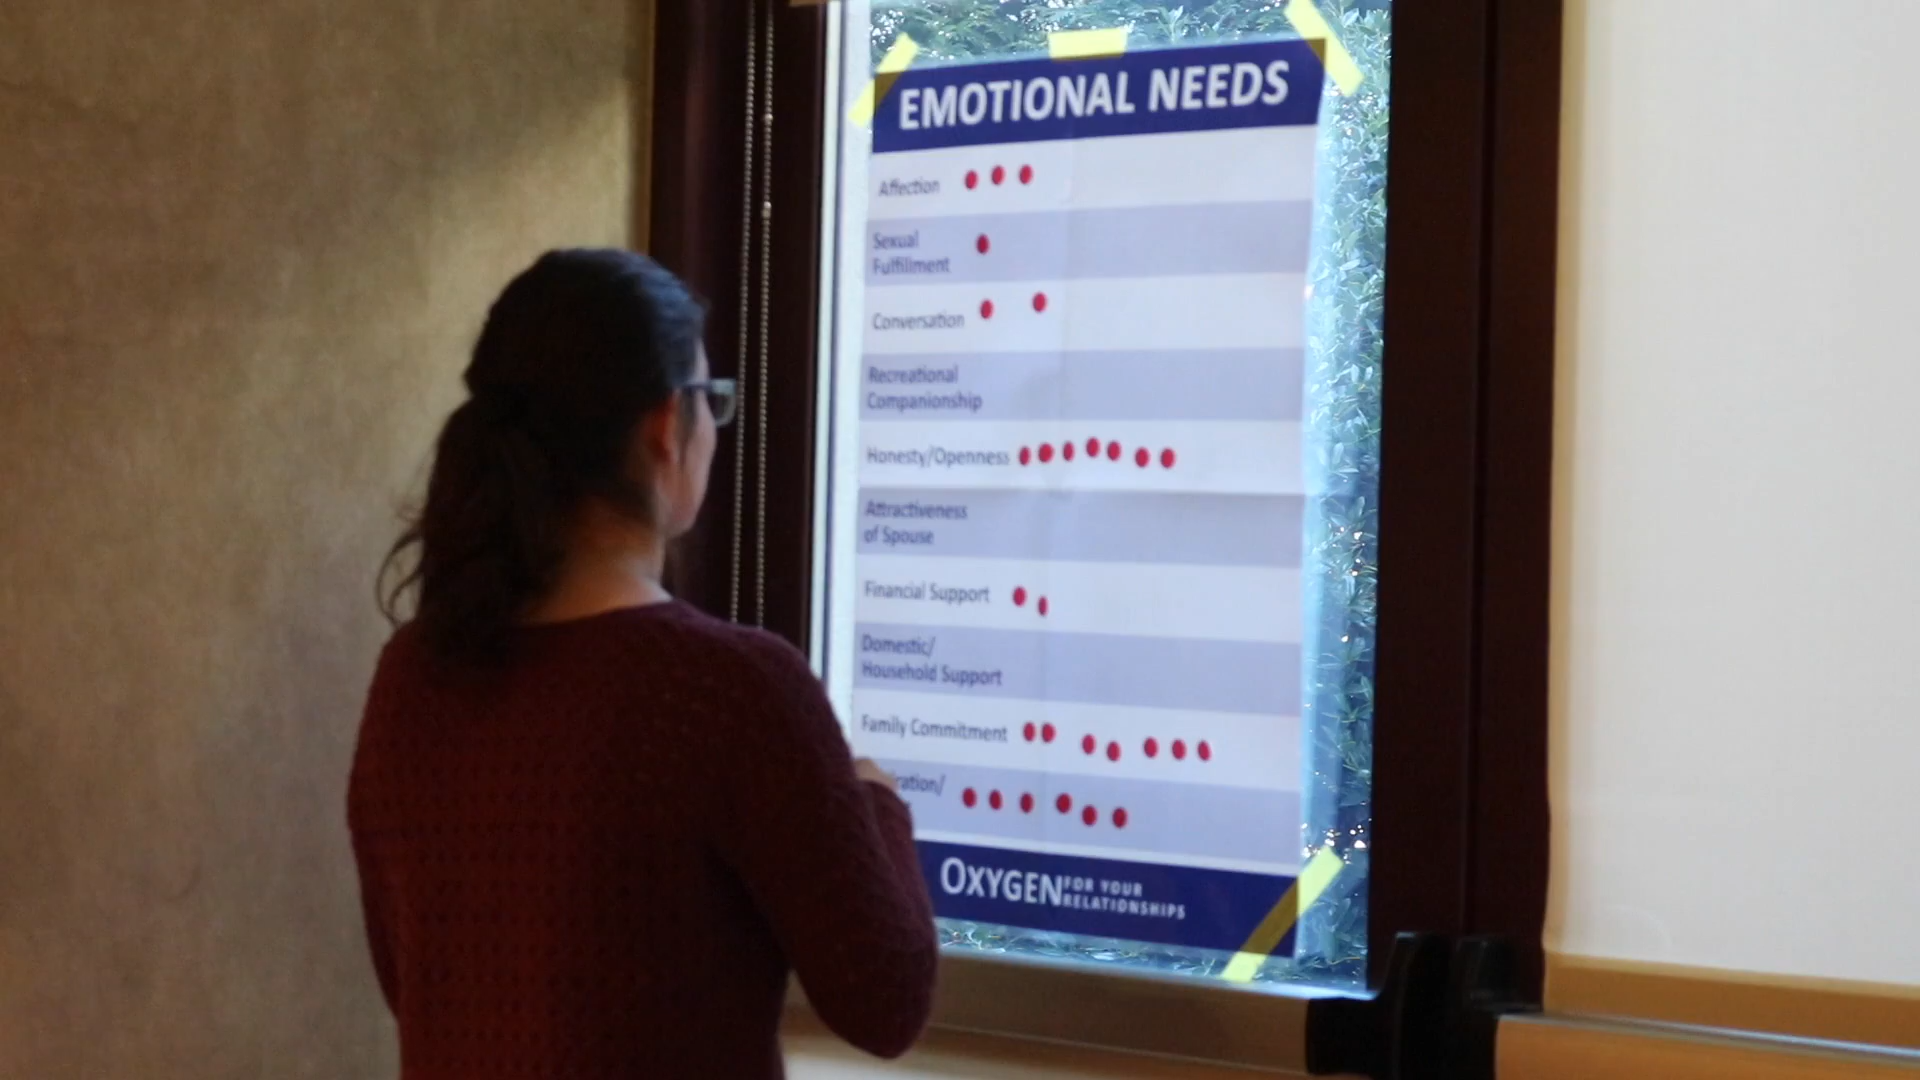 EMOTIONAL NEEDS
Affection
Sexual
Fulfillment
Conversation
Recreational
Companionship
Honesty/Openness
Attractiveness
of Spouse
Financial Support
Domestic/
Household Support
Family Commitment
OXYGEN FOR YOUR
RELATIONSHIPS